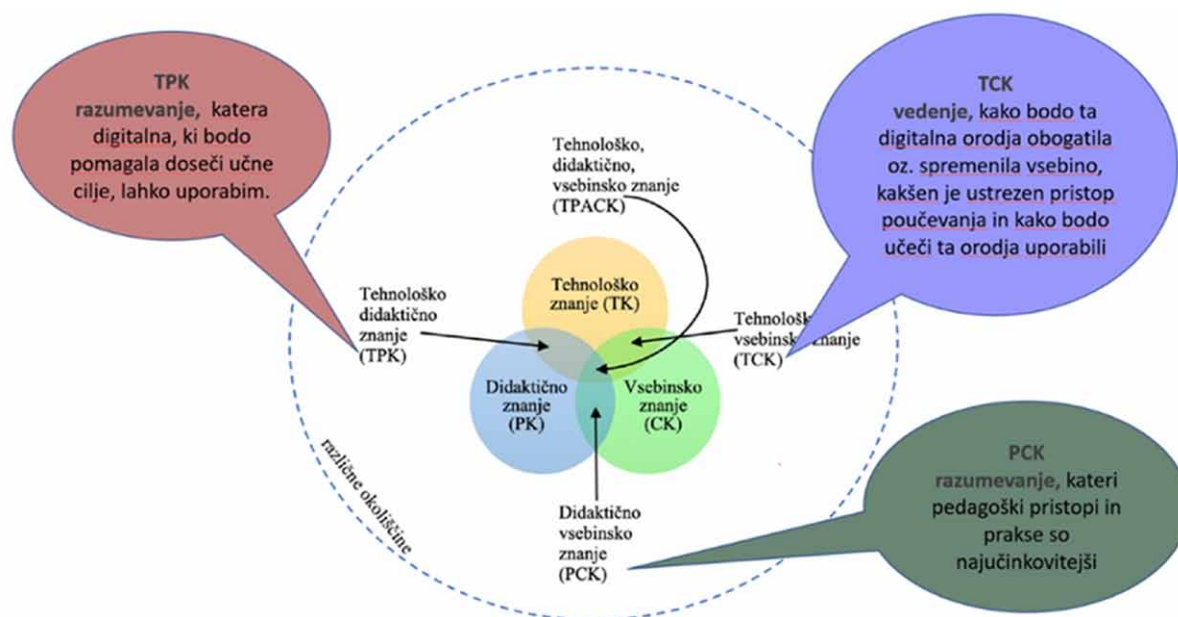 TPK
razumevanje, katera
digitalna, ki bodo
pomagala doseči učne
cilje, lahko uporabim.
TCK
vedenje, kako bodo ta
digitalna orodja obogatila
oz. spremenila vsebino,
kakšen je ustrezen pristop
poučevanja in kako bodo
učeči ta orodja uporabili
Tehnološko,
didaktično,
vsebinsko znanje
(TPACK)
Tehnološko
znanje (TK)
Tehnološko
didaktično
znanje
(TPK)
vsebinsko znanje
(TCK)
Didaktično
znanje
(PK)
Vsebinsko
znanje
(CK)
različne okoliščine
Didaktično
vsebinsko
znanje
(PCK)
PCK
razumevanje, kateri
pedagoški pristopi in
prakse so
najučinkovitejši